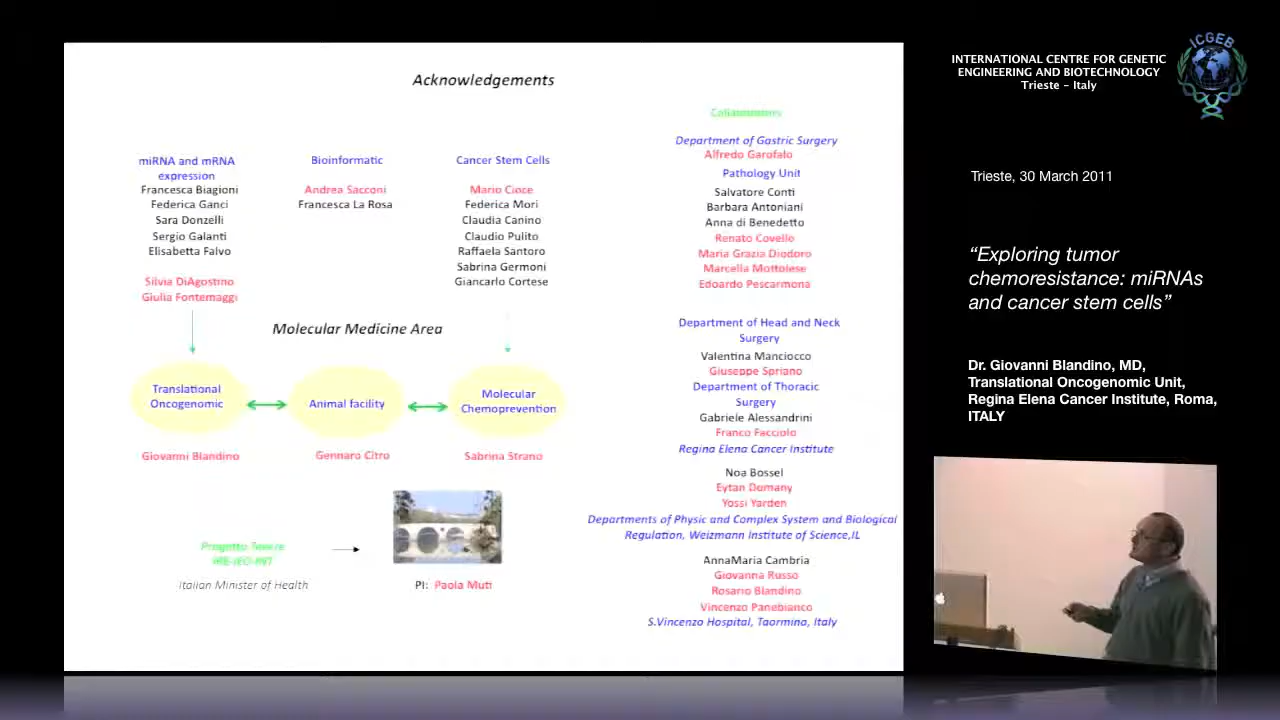 Acknowledgements
miRNA and mRNA
expression
Francesca Biagioni
Federica Ganci
Sara Donzelli
Sergio Galanti
Elisabetta Falvo
Silvia DiAgostino
Giulia Fontemaggi
Bioinformatic
Andrea Sacconi
Francesca La Rosa
Cancer Stem Cells
Mario Cioce
Federica Mori
Claudia Canino
Claudio Pulito
Raffaela Santoro
Sabrina Germoni
Giancarlo Cortese
Molecular Medicine Area
Translational
Oncogenomic
Animal facility
Molecular
Chemoprevention
Giovanni Blandino
Gennaro Citro
Sabrina Strano
Progetto Tevere
Italian Minister of Health
PI: Paola Muti
Department of Gastric Surgery
Alfredo Garofalo
Pathology Unit
Salvatore Conti
Barbara Antoniani
Anna di Benedetto
Renato Covello
Maria Grazia Diodoro
Marcella Mottolese
Edoardo Pescarmona
Department of Head and Neck
Surgery
Valentina Manciocco
Giuseppe Spriano
Department of Thoracic
Surgery
Gabriele Alessandrini
Franco Facciolo
Regina Elena Cancer Institute
Noa Bossel
Eytan Domany
Yossi Yarden
Departments of Physic and Complex System and Biological
Regulation, Weizmann Institute of Science,IL
AnnaMaria Cambria
Giovanna Russo
Rosario Blandino
Vincenzo Panebianco
S.Vincenzo Hospital, Taormina, Italy
INTERNATIONAL CENTRE FOR GENETIC
ENGINEERING AND BIOTECHNOLOGY
Trieste - Italy
ICGEB
Trieste, 30 March 2011
“Exploring tumor
chemoresistance: miRNAs
and cancer stem cells”
Dr. Giovanni Blandino, MD,
Translational Oncogenomic Unit,
Regina Elena Cancer Institute, Roma,
ITALY